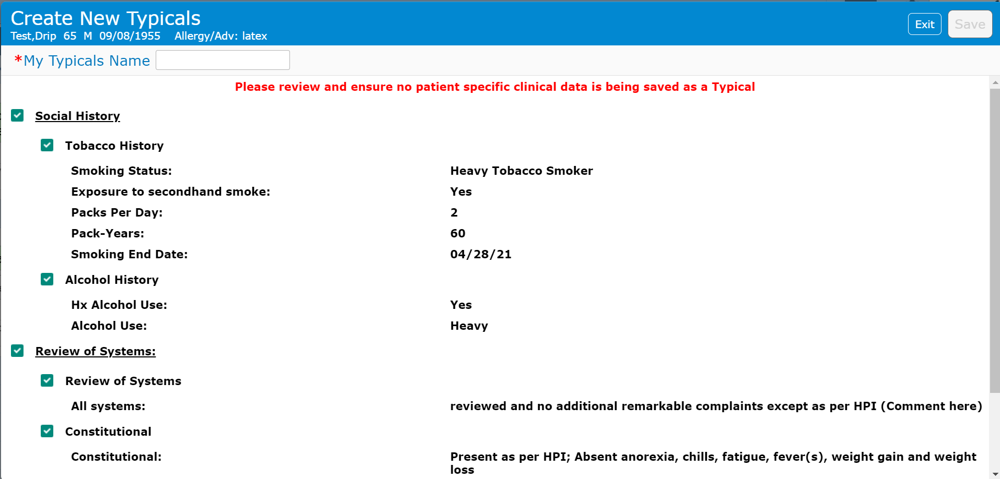 Create New Typicals
Test,Drip 65 M 09/08/1955 Allergy/Adv: latex
Exit
Save
*My Typicals Name
Please review and ensure no patient specific clinical data is being saved as a Typical
Social History
Tobacco History
Smoking Status: Heavy Tobacco Smoker
Exposure to secondhand smoke: Yes
Packs Per Day: 2
Pack-Years: 60
Smoking End Date: 04/28/21
Alcohol History
Hx Alcohol Use: Yes
Alcohol Use: Heavy
Review of Systems:
Review of Systems
All systems: reviewed and no additional remarkable complaints except as per HPI (Comment here)
Constitutional
Constitutional: Present as per HPI; Absent anorexia, chills, fatigue, fever(s), weight gain and weight
loss